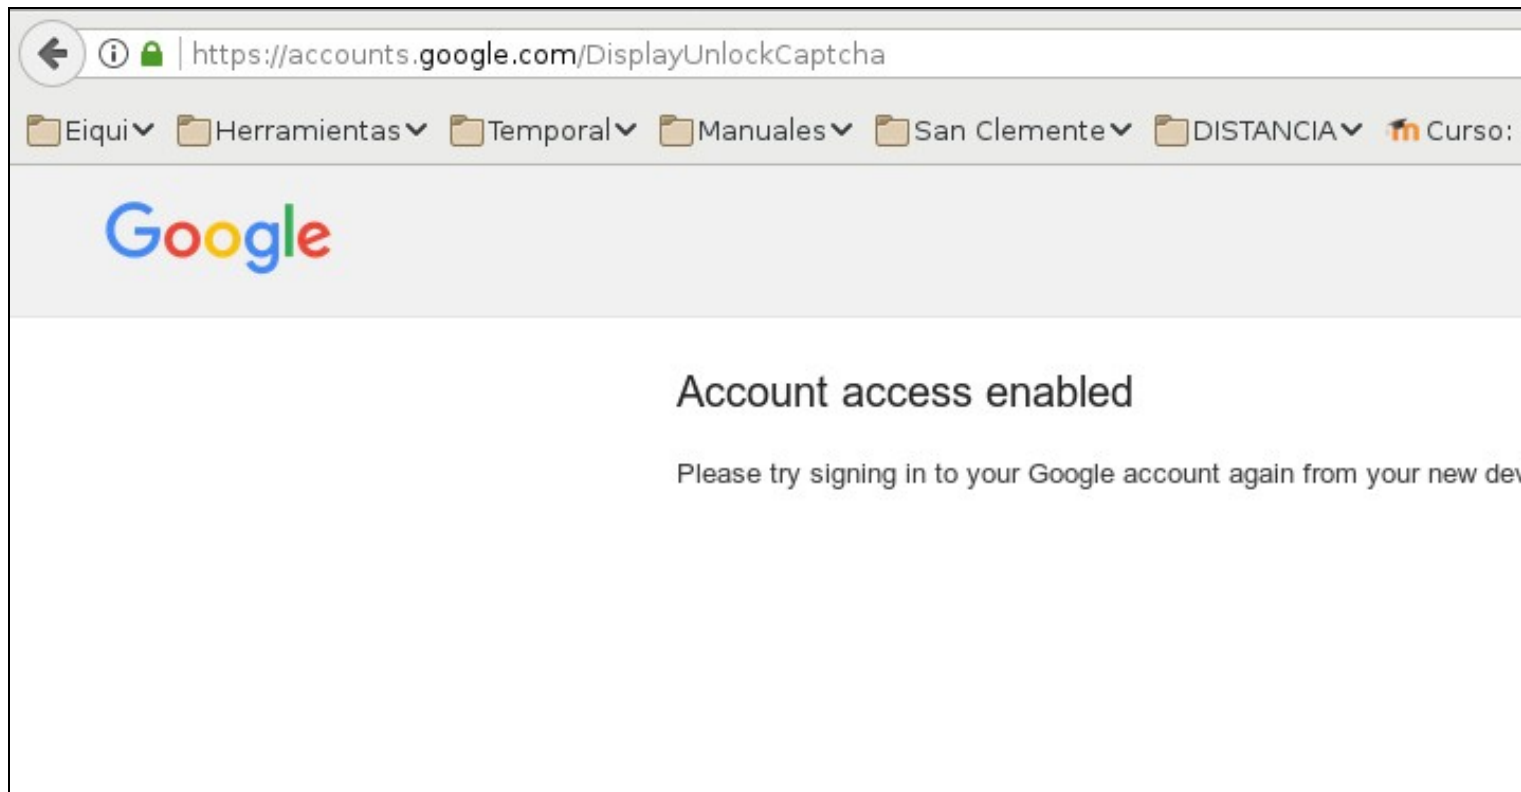 https://accounts.google.com/DisplayUnlockCaptcha
Eiqui Herramientas Temporal Manuales San Clemente DISTANCIA Curso:
Google
Account access enabled
Please try signing in to your Google account again from your new dev